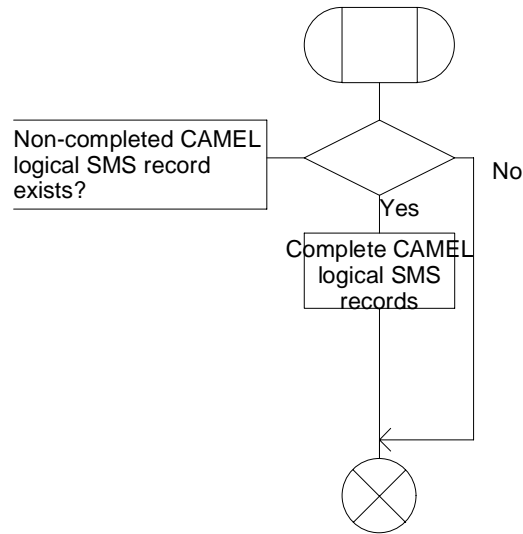 Non-completed CAMEL
logical SMS record
exists?
No
Yes
Complete CAMEL
logical SMS
records